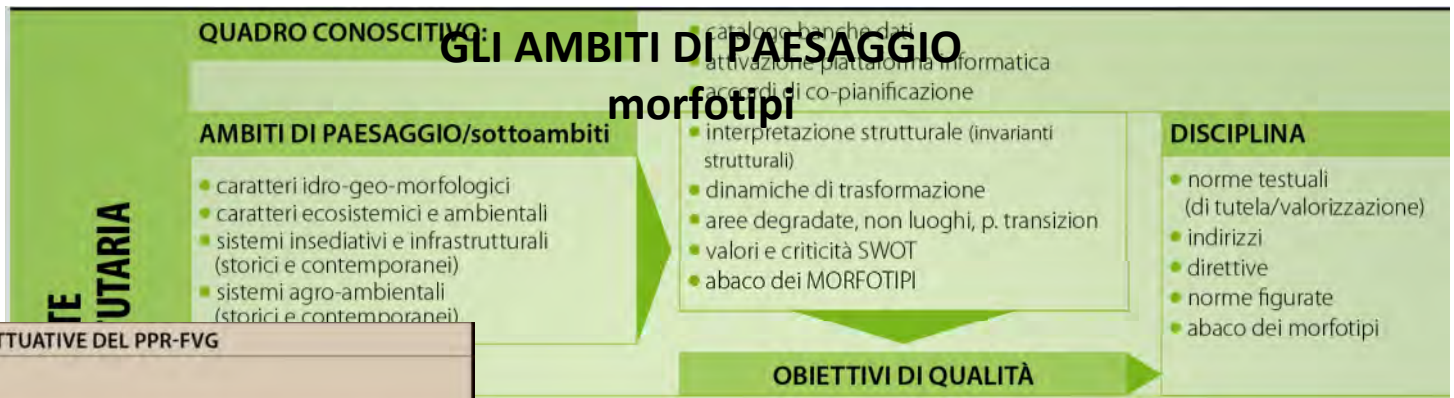 GLI AMBITI DI PAESAGGIO
morfotipi
QUADRO CONOSCITIVO:
• catalogo banche dati
• attivazione piattaforma informatica
• accordi di co-pianificazione
AMBITI DI PAESAGGIO/sottoambiti
• caratteri idro-geo-morfologici
• caratteri ecosistemici e ambientali
• sistemi insediativi e infrastrutturali
(storici e contemporanei)
• sistemi agro-ambientali
(storici e contemporanei)
• interpretazione strutturale (invarianti
strutturali)
• dinamiche di trasformazione
• aree degradate, non luoghi, p. transizion
• valori e criticità SWOT
• abaco dei MORFOTIPI
DISCIPLINA
• norme testuali
(di tutela/valorizzazione)
• indirizzi
• direttive
• norme figurate
• abaco dei morfotipi
OBIETTIVI DI QUALITÀ
TE
UTARIA
TTUATIVE DEL PPR-FVG